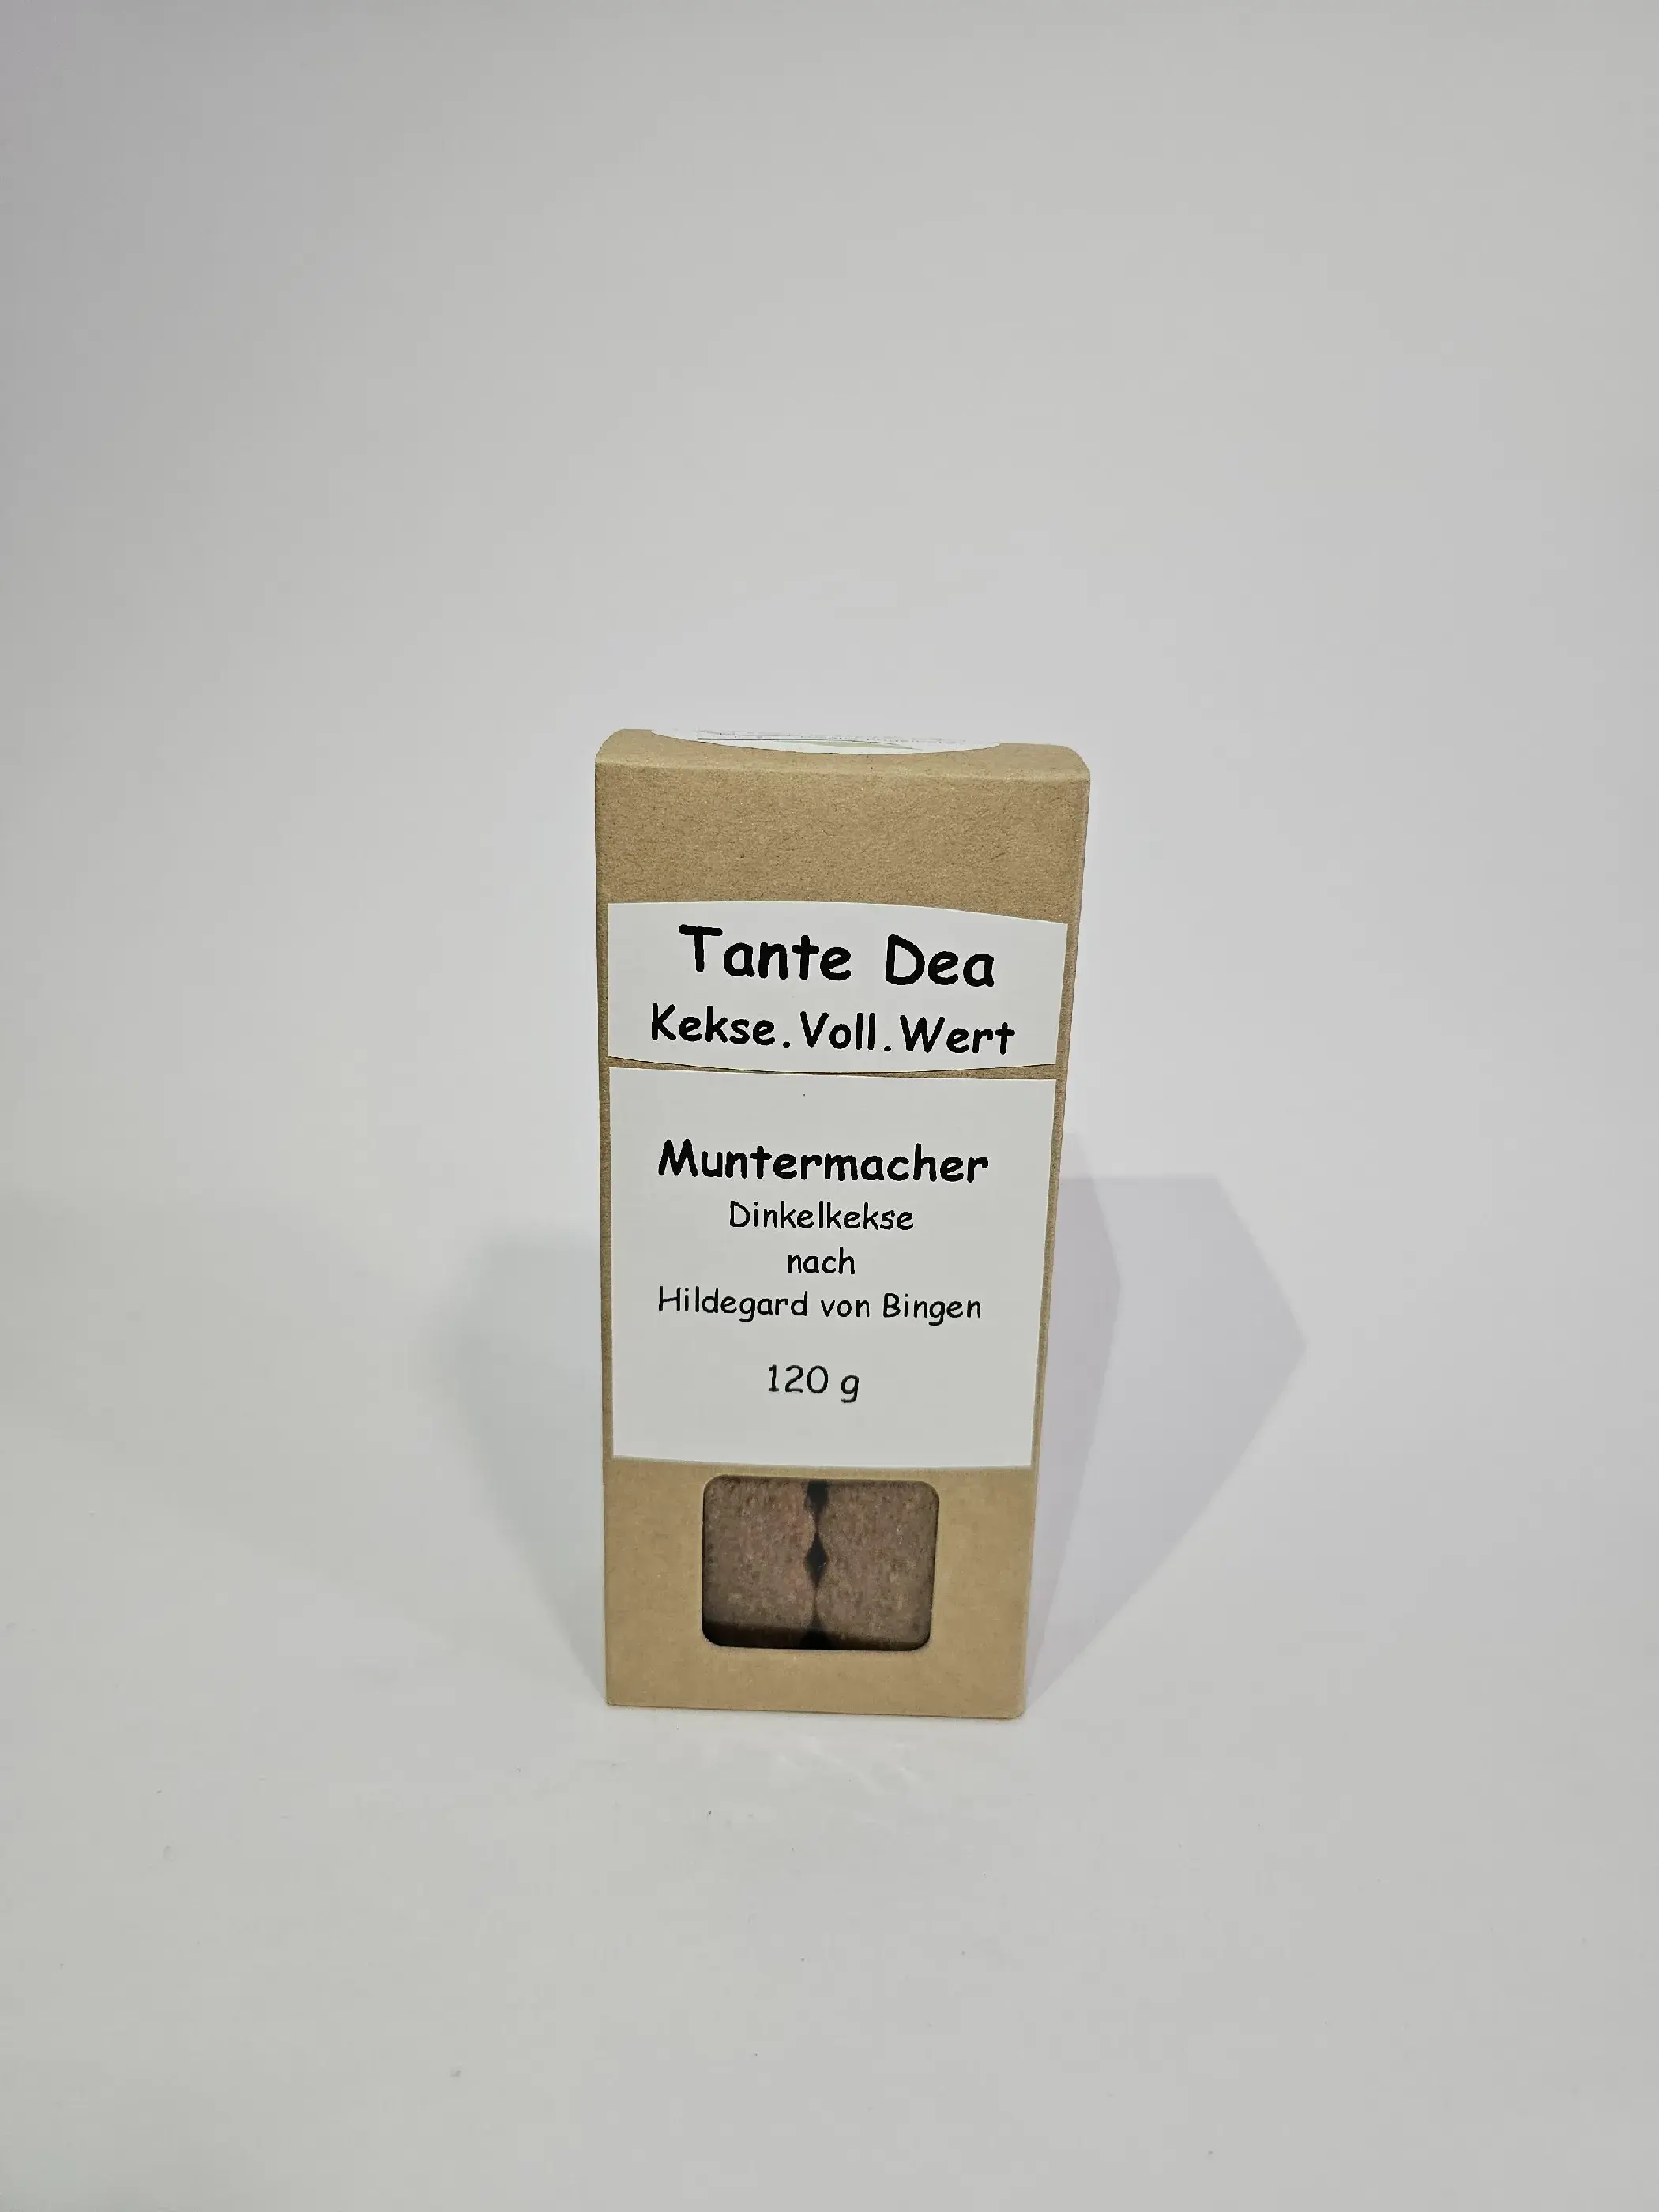 Tante Dea
Kekse.Voll.Wert
Muntermacher
Dinkelkekse
nach
Hildegard von Bingen
120 g